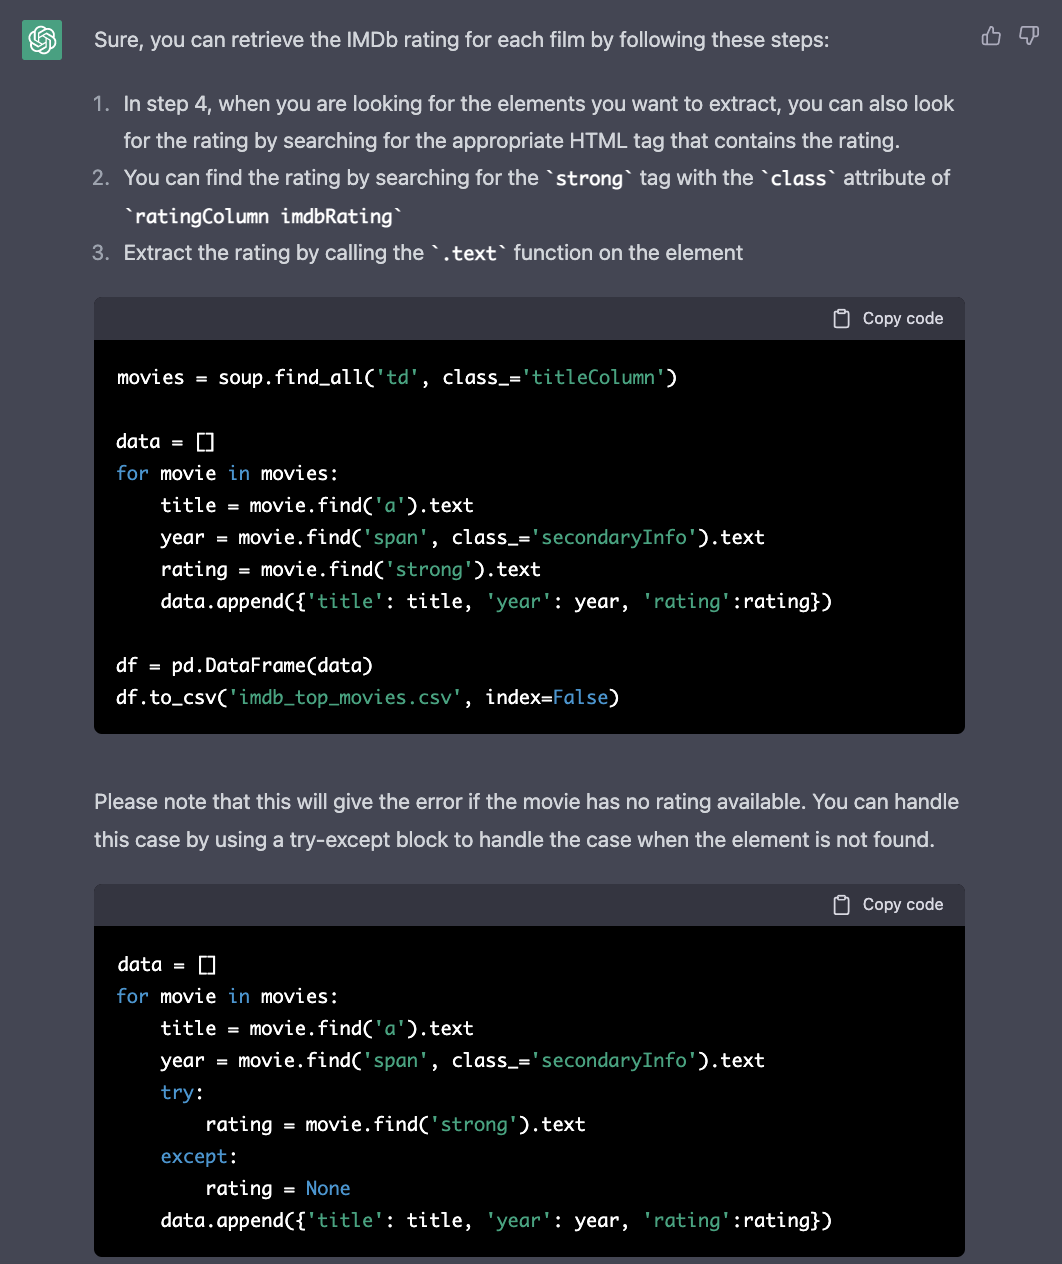 Sure, you can retrieve the IMDb rating for each film by following these steps:
1. In step 4, when you are looking for the elements you want to extract, you can also look
for the rating by searching for the appropriate HTML tag that contains the rating.
2. You can find the rating by searching for the `strong` tag with the `class` attribute of
`ratingColumn imdbRating`
3. Extract the rating by calling the `.text` function on the element
Copy code
movies = soup.find_all('td', class_='titleColumn')

data = []
for movie in movies:
    title = movie.find('a').text
    year = movie.find('span', class_='secondaryInfo').text
    rating = movie.find('strong').text
    data.append({'title': title, 'year': year, 'rating':rating})

df = pd.DataFrame(data)
df.to_csv('imdb_top_movies.csv', index=False)
Please note that this will give the error if the movie has no rating available. You can handle
this case by using a try-except block to handle the case when the element is not found.
Copy code
data = []
for movie in movies:
    title = movie.find('a').text
    year = movie.find('span', class_='secondaryInfo').text
    try:
        rating = movie.find('strong').text
    except:
        rating = None
    data.append({'title': title, 'year': year, 'rating':rating})